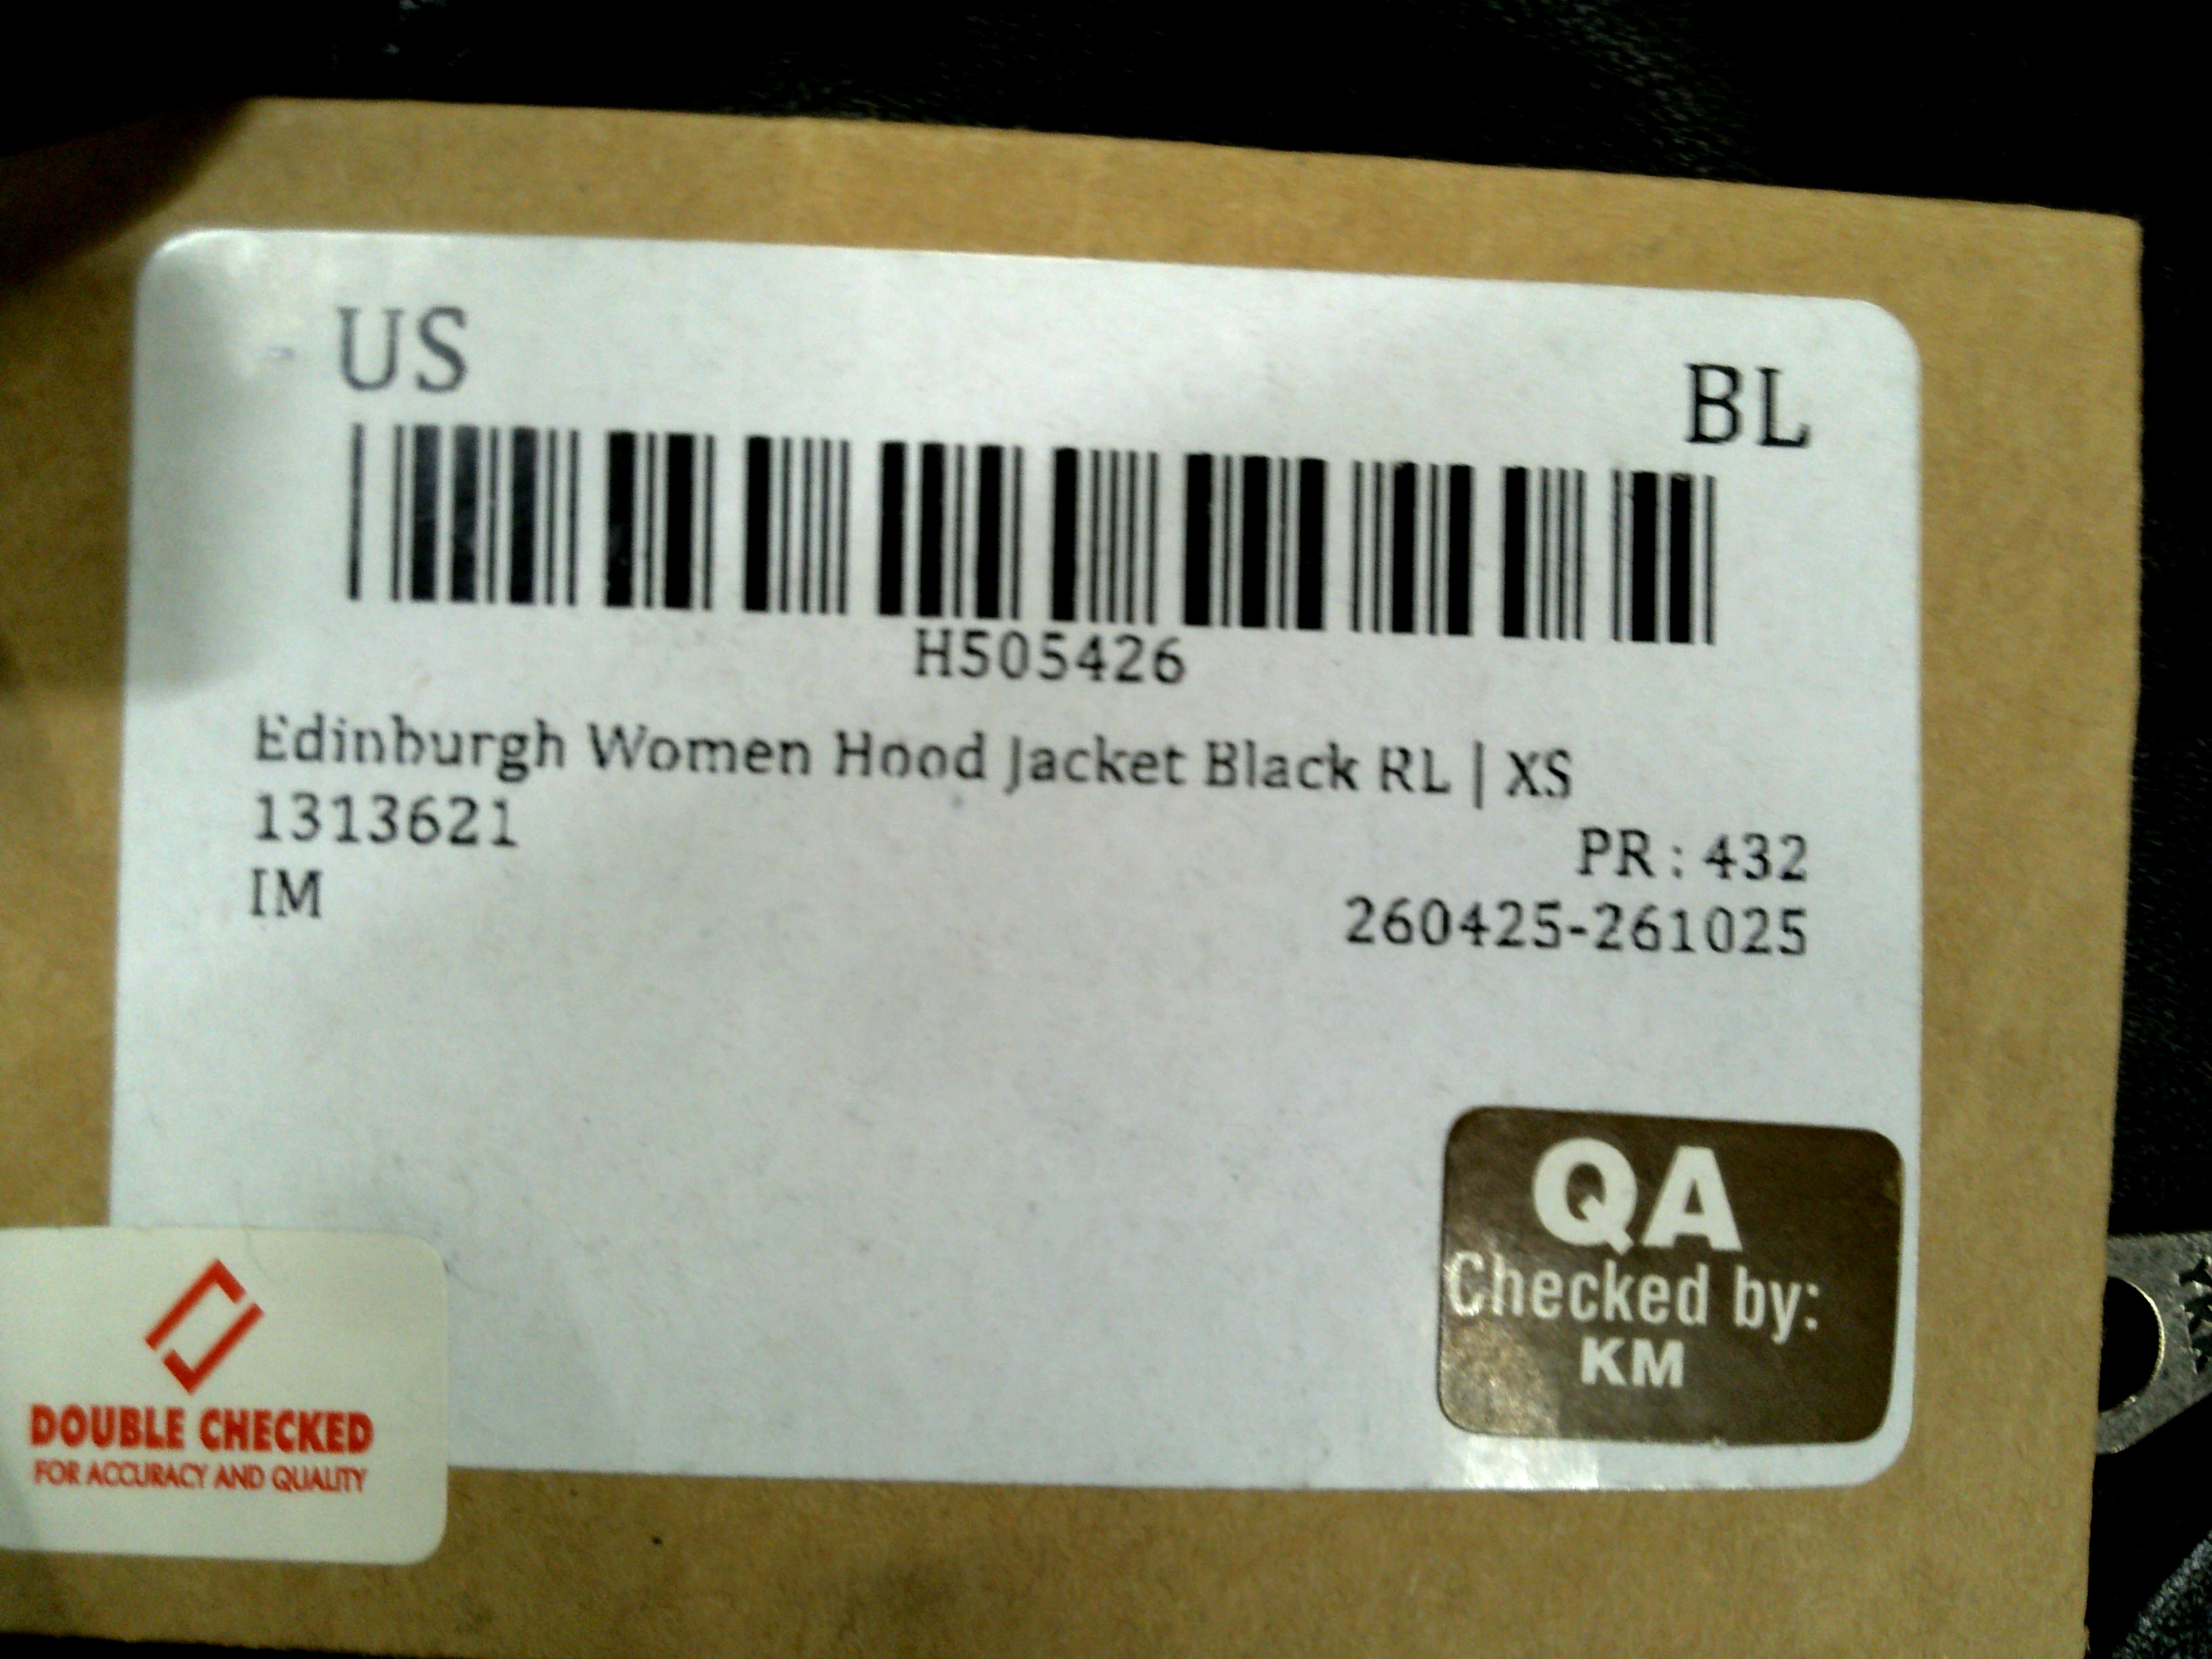 US
BL
H505426
Edinburgh Women Hood Jacket Black RL | XS
1313621
PR : 432
IM
260425-261025
QA
Checked by:
KM
DOUBLE CHECKED
FOR ACCURACY AND QUALITY